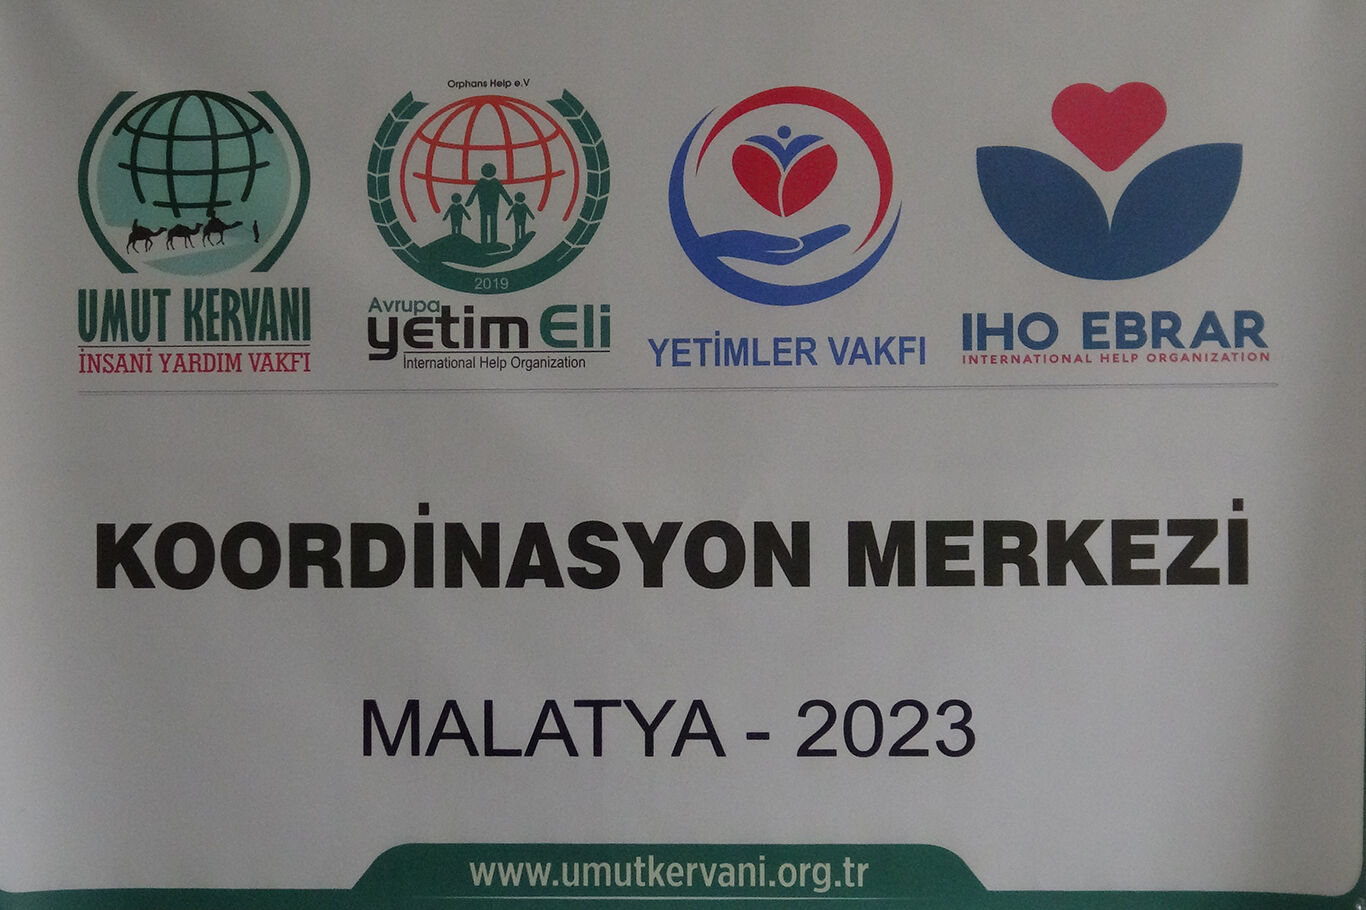 UMUT KERVANI
İNSANİ YARDIM VAKFI
Orphans Help e.V
2019
Avrupa
yetim Eli
International Help Organization
YETİMLER VAKFI
IHO EBRAR
INTERNATIONAL HELP ORGANIZATION
KOORDİNASYON MERKEZİ
MALATYA - 2023
www.umutkervani.org.tr